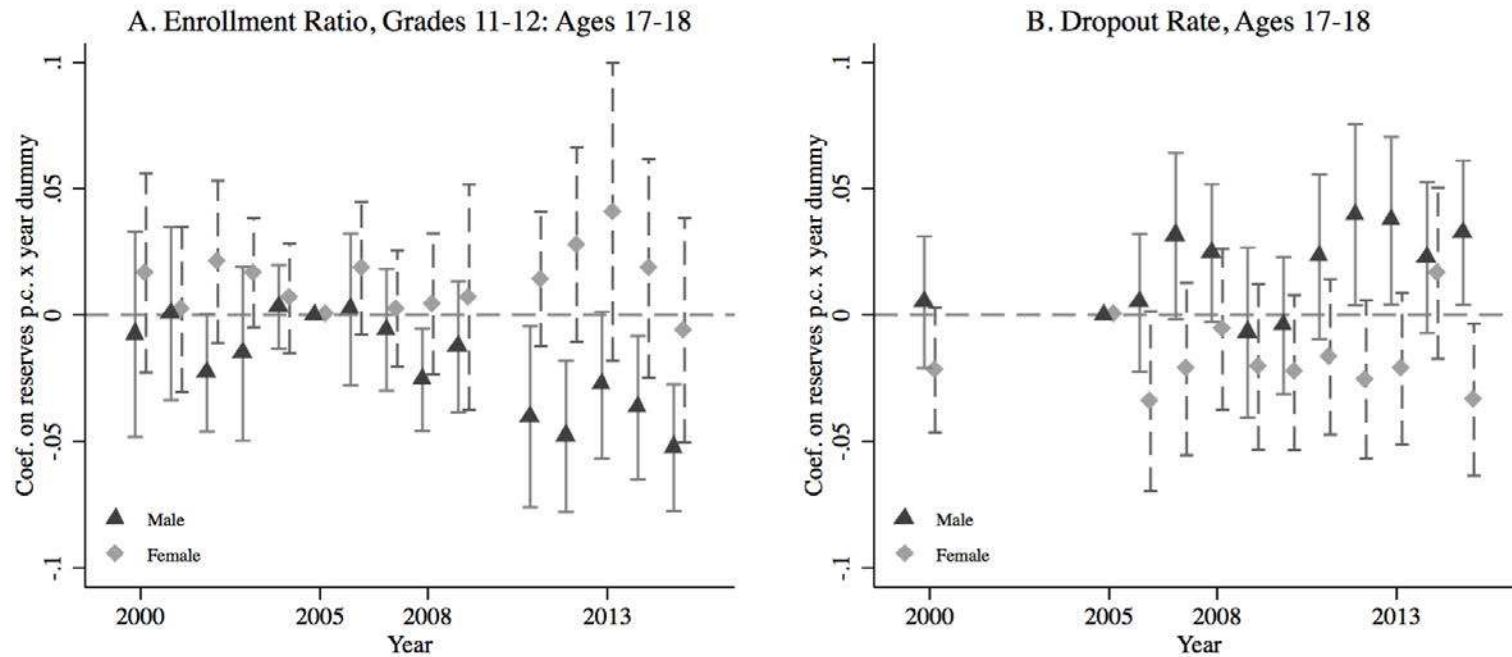 A. Enrollment Ratio, Grades 11-12: Ages 17-18
Coef. on reserves p.c. x year dummy
.1
.05
0
-.05
-.1
Male
Female
2000
2005
2008
2013
Year
B. Dropout Rate, Ages 17-18
Coef. on reserves p.c. x year dummy
.1
.05
0
-.05
-.1
Male
Female
2000
2005
2008
2013
Year